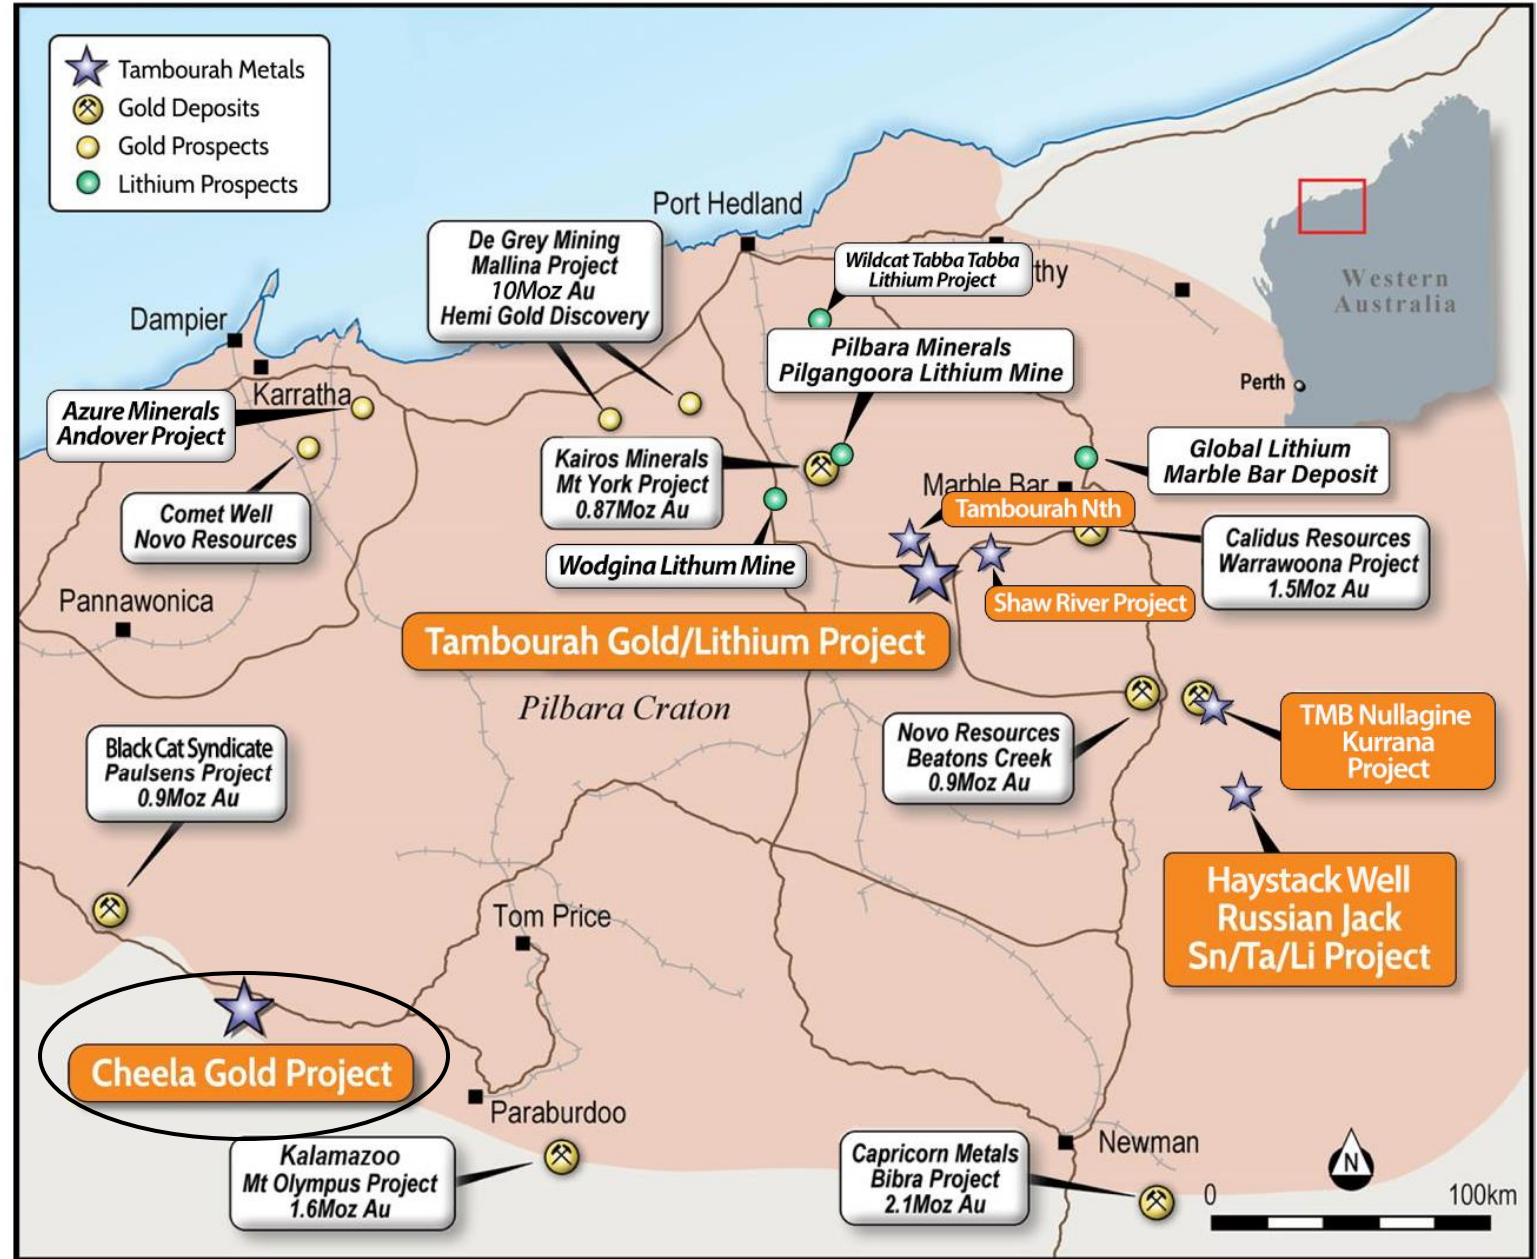 Tambourah Metals
Gold Deposits
Gold Prospects
Lithium Prospects
Port Hedland
De Grey Mining
Mallina Project
10Moz Au
Hemi Gold Discovery
Wildcat Tabba Tabba
Lithium Project
thy
Western
Australia
Perth
Dampier
Karratha
Pilbara Minerals
Pilgangoora Lithium Mine
Azure Minerals
Andover Project
Kairos Minerals
Mt York Project
0.87Moz Au
Global Lithium
Marble Bar Deposit
Marble Bar
Tambourah Nth
Comet Well
Novo Resources
Wodgina Lithum Mine
Calidus Resources
Warrawoona Project
1.5Moz Au
Shaw River Project
Pannawonica
Tambourah Gold/Lithium Project
Pilbara Craton
Black Cat Syndicate
Paulsens Project
0.9Moz Au
Novo Resources
Beatons Creek
0.9Moz Au
TMB Nullagine
Kurrana
Project
Haystack Well
Russian Jack
Sn/Ta/Li Project
Tom Price
Cheela Gold Project
Paraburdoo
Kalamazoo
Mt Olympus Project
1.6Moz Au
Capricorn Metals
Bibra Project
2.1Moz Au
Newman
N
0
100km